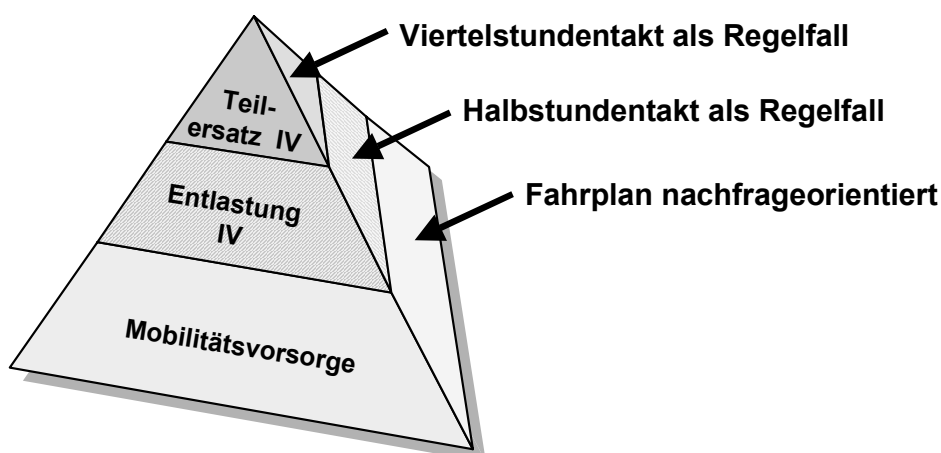 Viertelstundentakt als Regelfall
Teil-
ersatz IV
Halbstundentakt als Regelfall
Entlastung
IV
Fahrplan nachfrageorientiert
Mobilitätsvorsorge